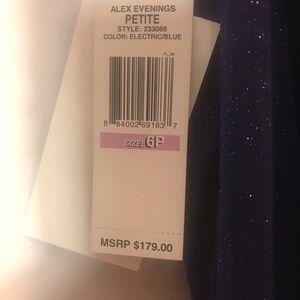 ALEX EVENINGS
PETITE
STYLE: 233066
COLOR: ELECTRIC/BLUE
8 84002 69183 7
SIZE: 6P
MSRP $179.00